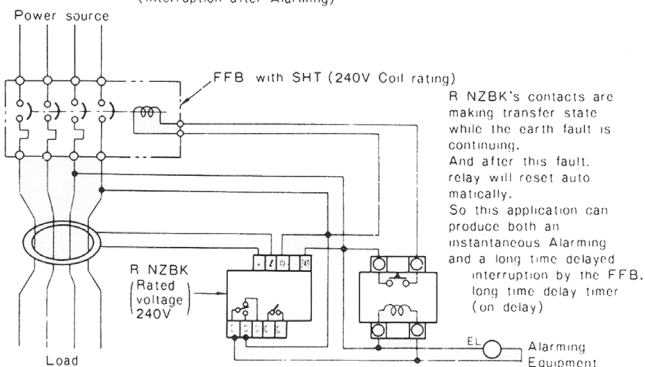 (Interruption after Alarming)
Power source
FFB with SHT (240V Coil rating)
R NZBK's contacts are
making transfer state
while the earth fault is
continuing.
And after this fault,
relay will reset auto
matically.
So this application can
produce both an
instantaneous Alarming
and a long time delayed
interruption by the FFB.
long time delay timer
(on delay)
R NZBK
(Rated
voltage
240V)
EL
Alarming
Equipment
Load